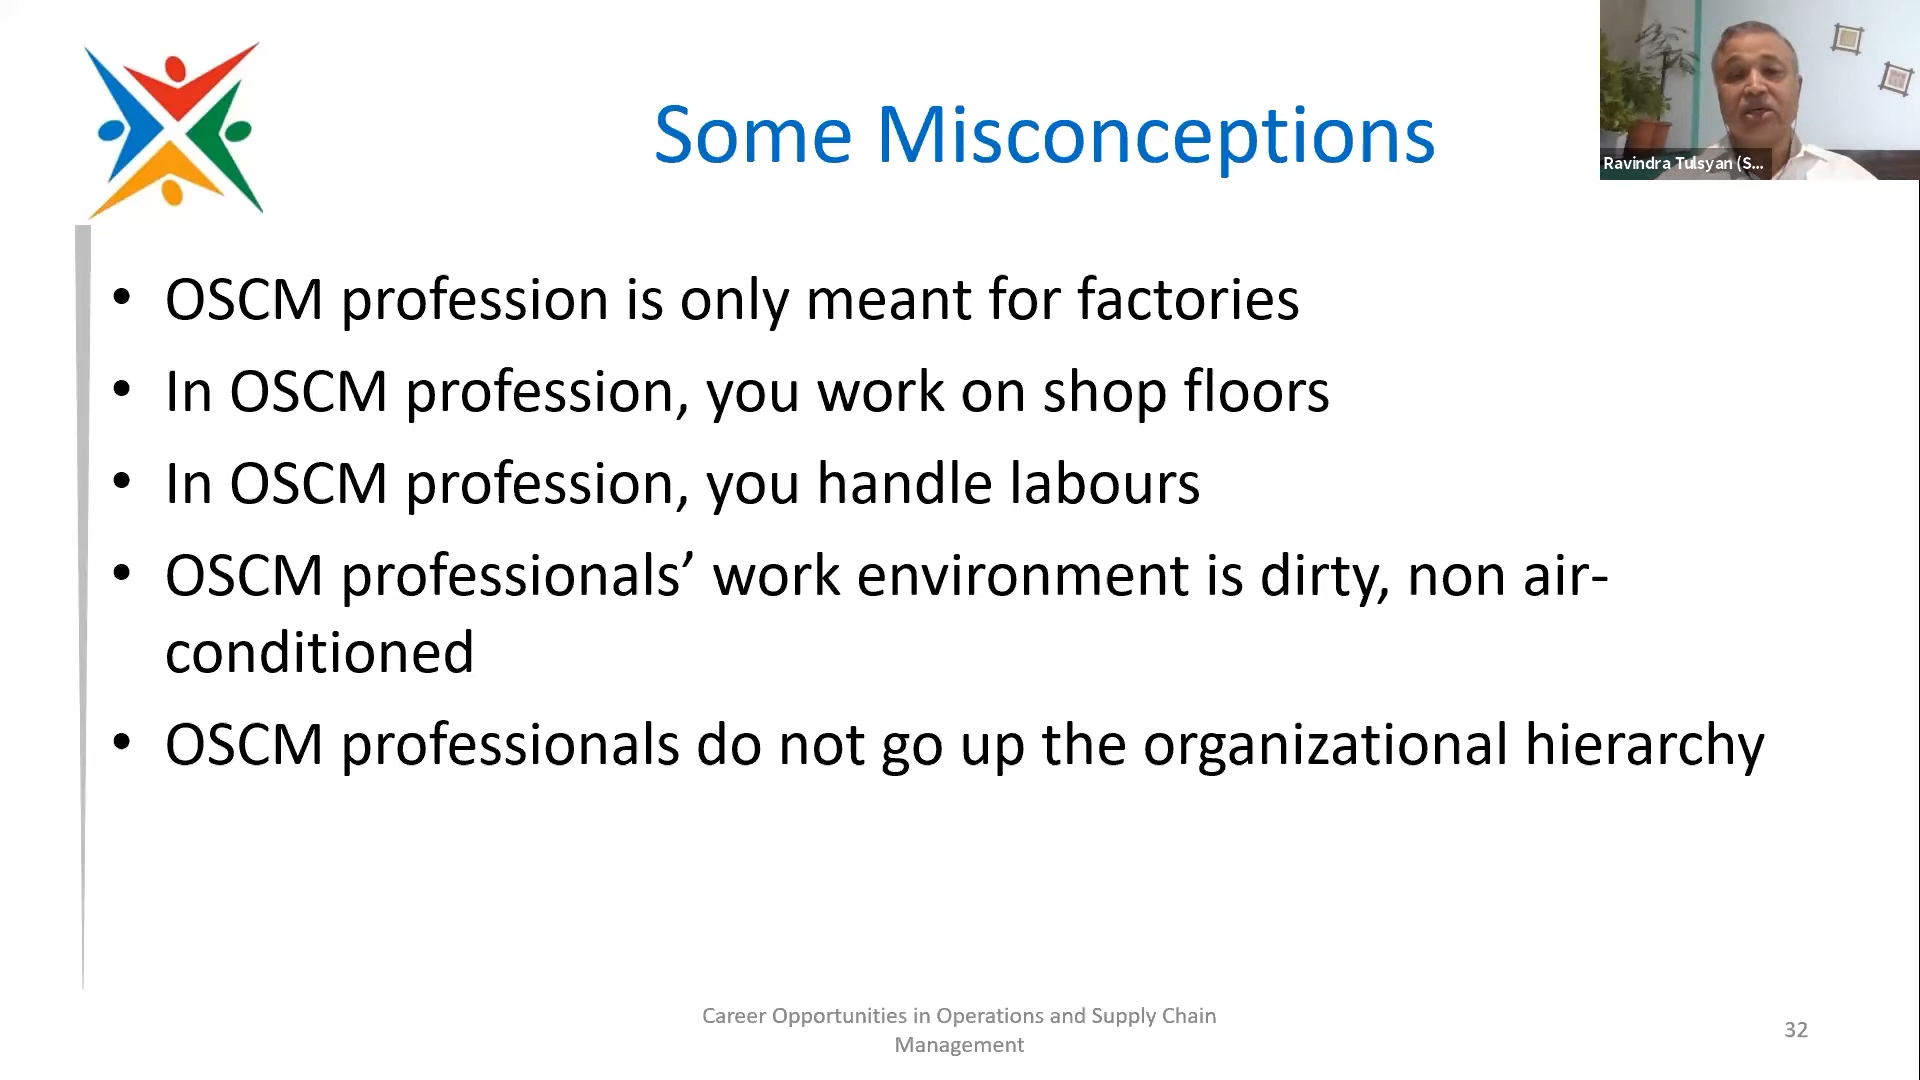 Some Misconceptions
Ravindra Tulsyan (S...
• OSCM profession is only meant for factories
• In OSCM profession, you work on shop floors
• In OSCM profession, you handle labours
• OSCM professionals’ work environment is dirty, non air-
conditioned
• OSCM professionals do not go up the organizational hierarchy
Career Opportunities in Operations and Supply Chain
Management
32